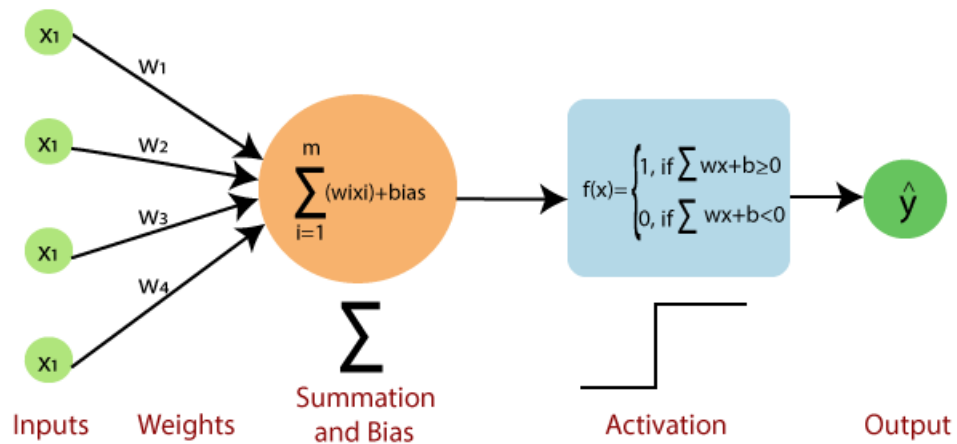 x₁
w₁
x₁
w₂
x₁
w₃
x₁
w₄
m
∑(wixi)+bias
i=1
f(x)={
1, if ∑ wx+b≥0
0, if ∑ wx+b<0
ŷ
∑
Inputs
Weights
Summation
and Bias
Activation
Output